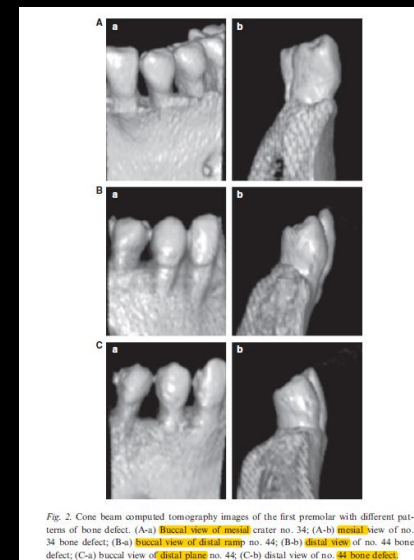 A
a
b
B
a
b
C
a
b
Fig. 2. Cone beam computed tomography images of the first premolar with different pat-
terns of bone defect. (A-a) Buccal view of mesial crater no. 34; (A-b) mesial view of no.
34 bone defect; (B-a) buccal view of distal ramp no. 44; (B-b) distal view of no. 44 bone
defect; (C-a) buccal view of distal plane no. 44; (C-b) distal view of no. 44 bone defect.